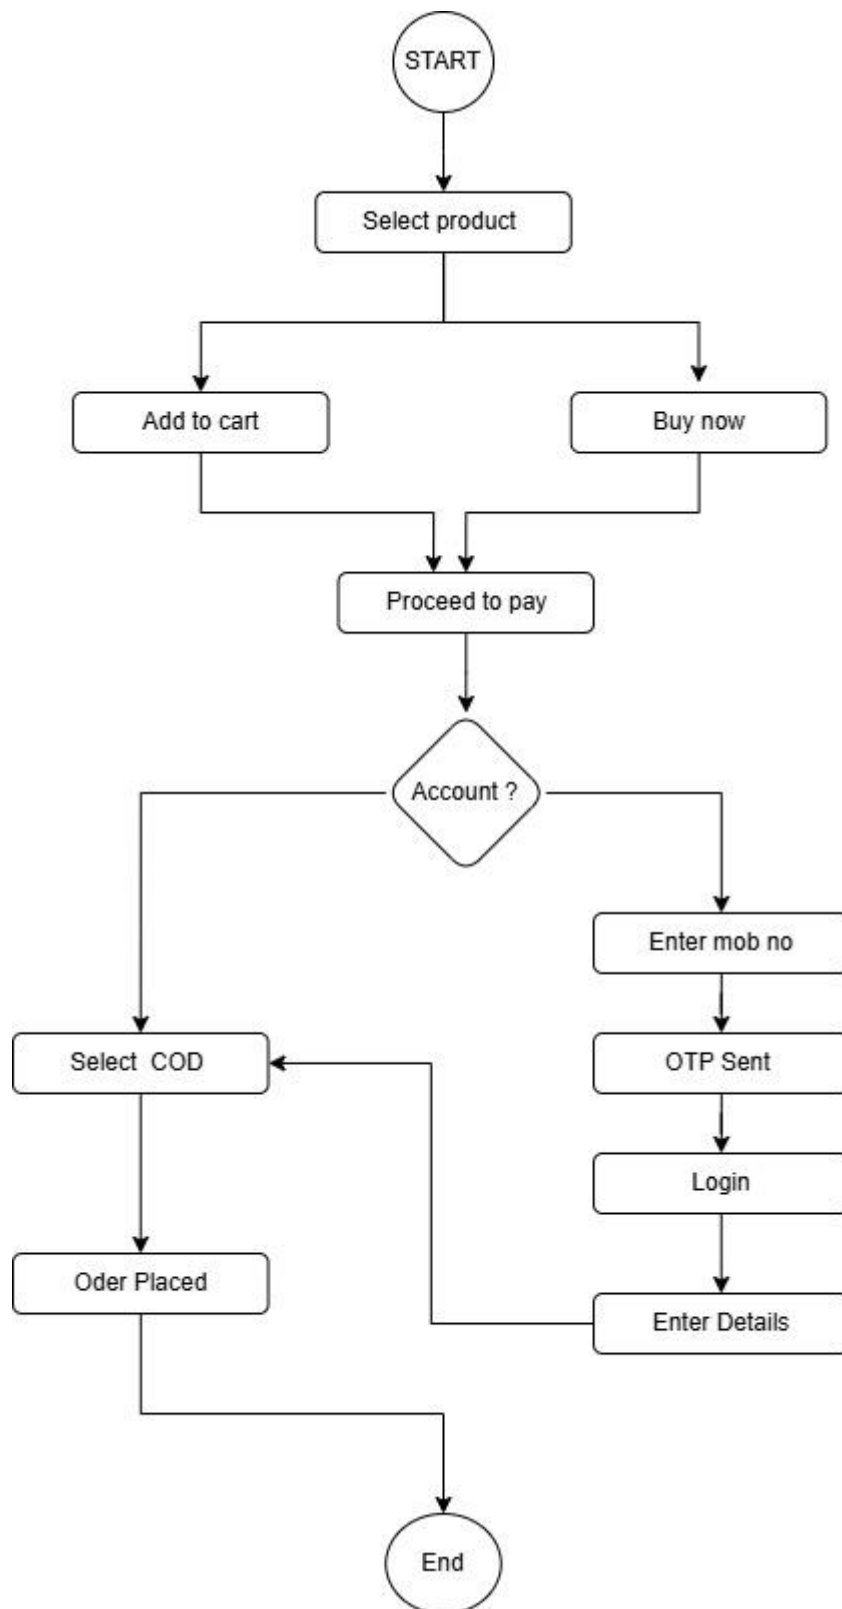 START
Select product
Add to cart
Buy now
Proceed to pay
Account ?
Enter mob no
Select COD
OTP Sent
Login
Oder Placed
Enter Details
End